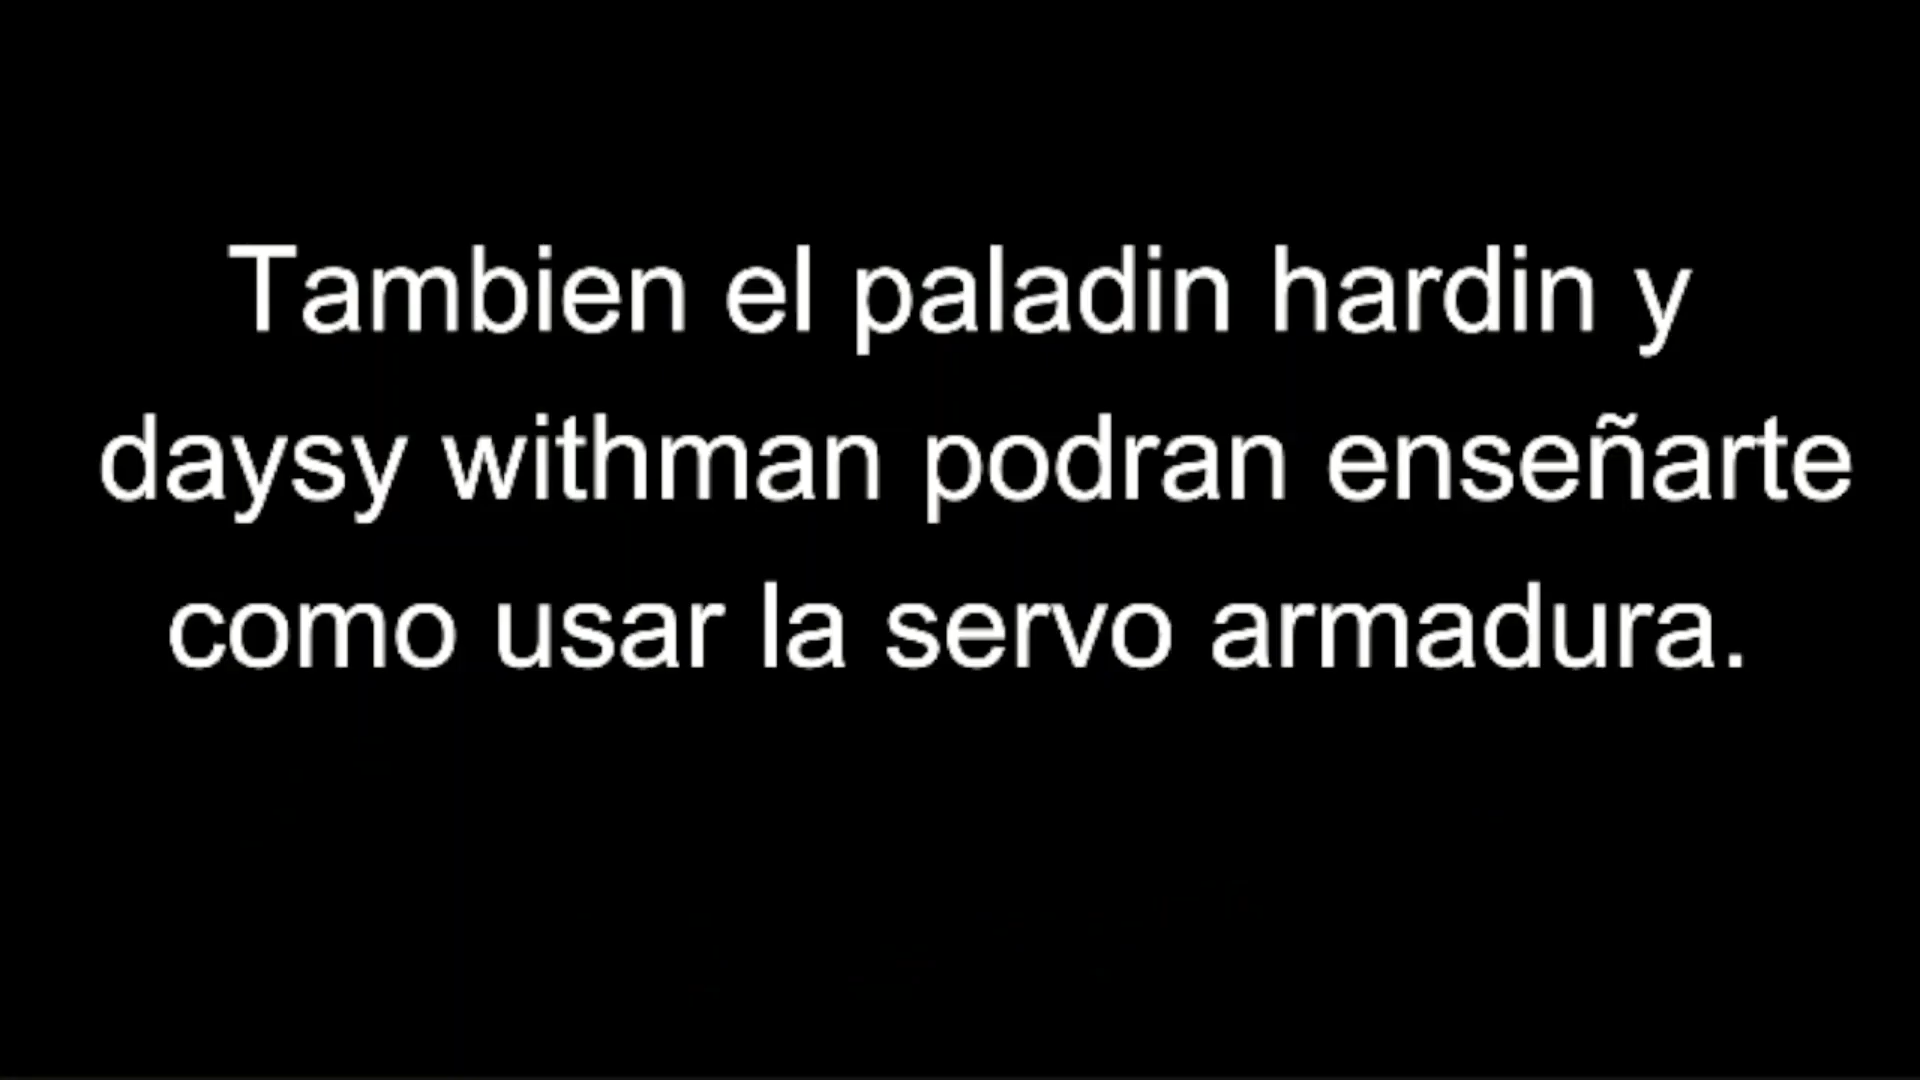 Tambien el paladin hardin y
daysy withman podran enseñarte
como usar la servo armadura.